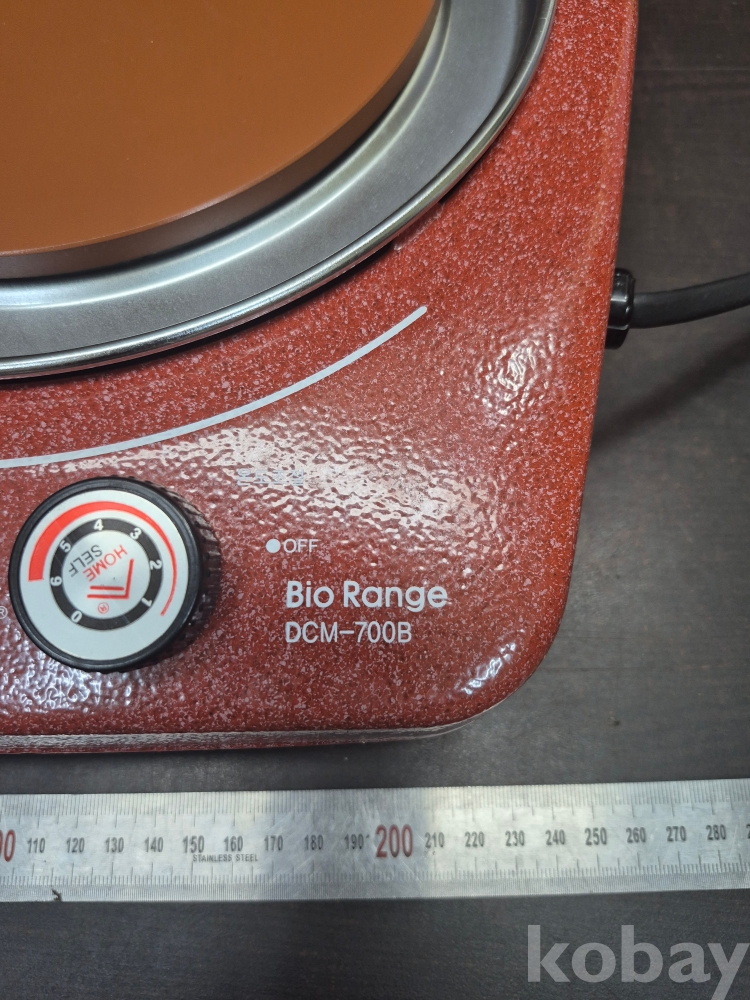 0 1 2 3 4 5 6
HOME
SELF
®
®
OFF
Bio Range
DCM-700B
110 120 130 140 150 160 170 180 190 200 210 220 230 240 250 260 270 280
STAINLESS STEEL
kobay